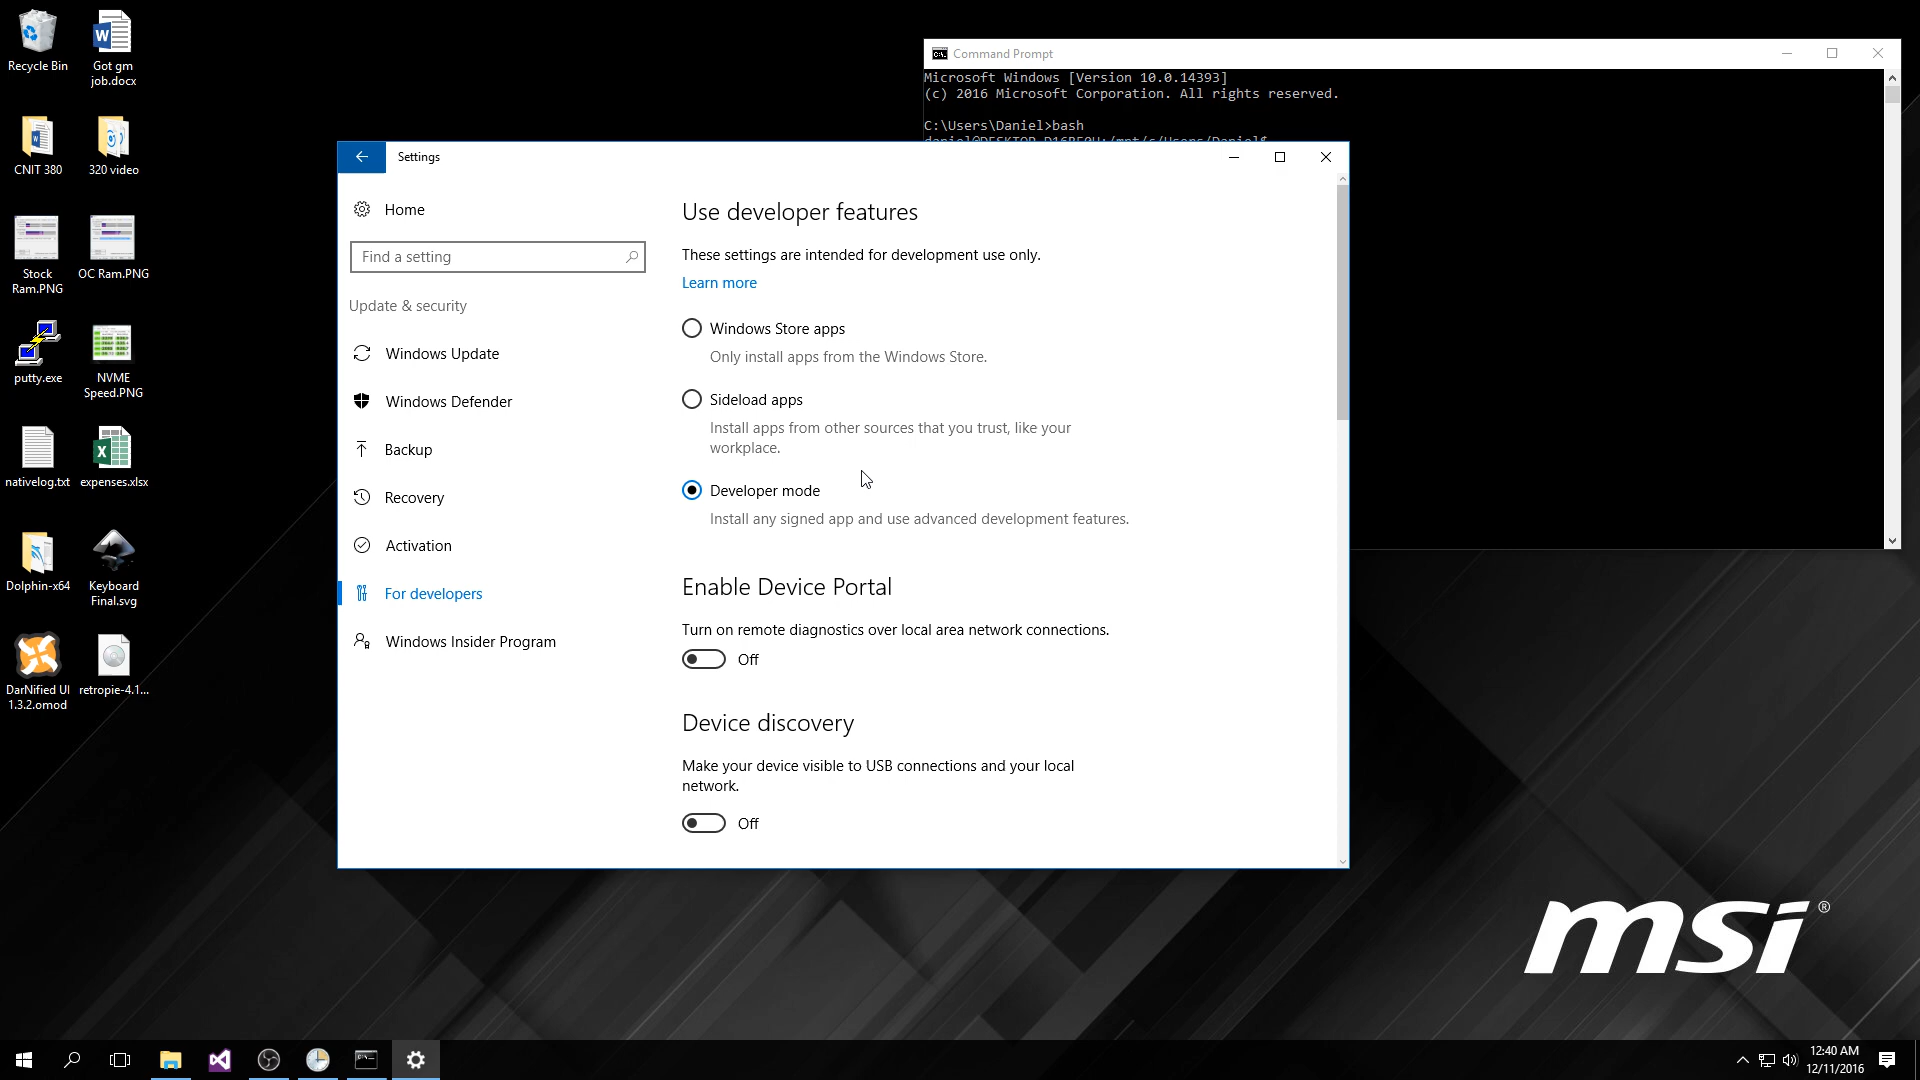 Recycle Bin
Got gm
job.docx
CNIT 380
320 video
Stock
Ram.PNG
OC Ram.PNG
putty.exe
NVME
Speed.PNG
nativelog.txt
expenses.xlsx
Dolphin-x64
Keyboard
Final.svg
DarNified UI
1.3.2.omod
retropie-4.1...
Command Prompt
Microsoft Windows [Version 10.0.14393]
(c) 2016 Microsoft Corporation. All rights reserved.
C:\Users\Daniel>bash
Settings
Home
Find a setting
Update & security
Windows Update
Windows Defender
Backup
Recovery
Activation
For developers
Windows Insider Program
Use developer features
These settings are intended for development use only.
Learn more
Windows Store apps
Only install apps from the Windows Store.
Sideload apps
Install apps from other sources that you trust, like your
workplace.
Developer mode
Install any signed app and use advanced development features.
Enable Device Portal
Turn on remote diagnostics over local area network connections.
Off
Device discovery
Make your device visible to USB connections and your local
network.
Off
msi®
12:40 AM
12/11/2016